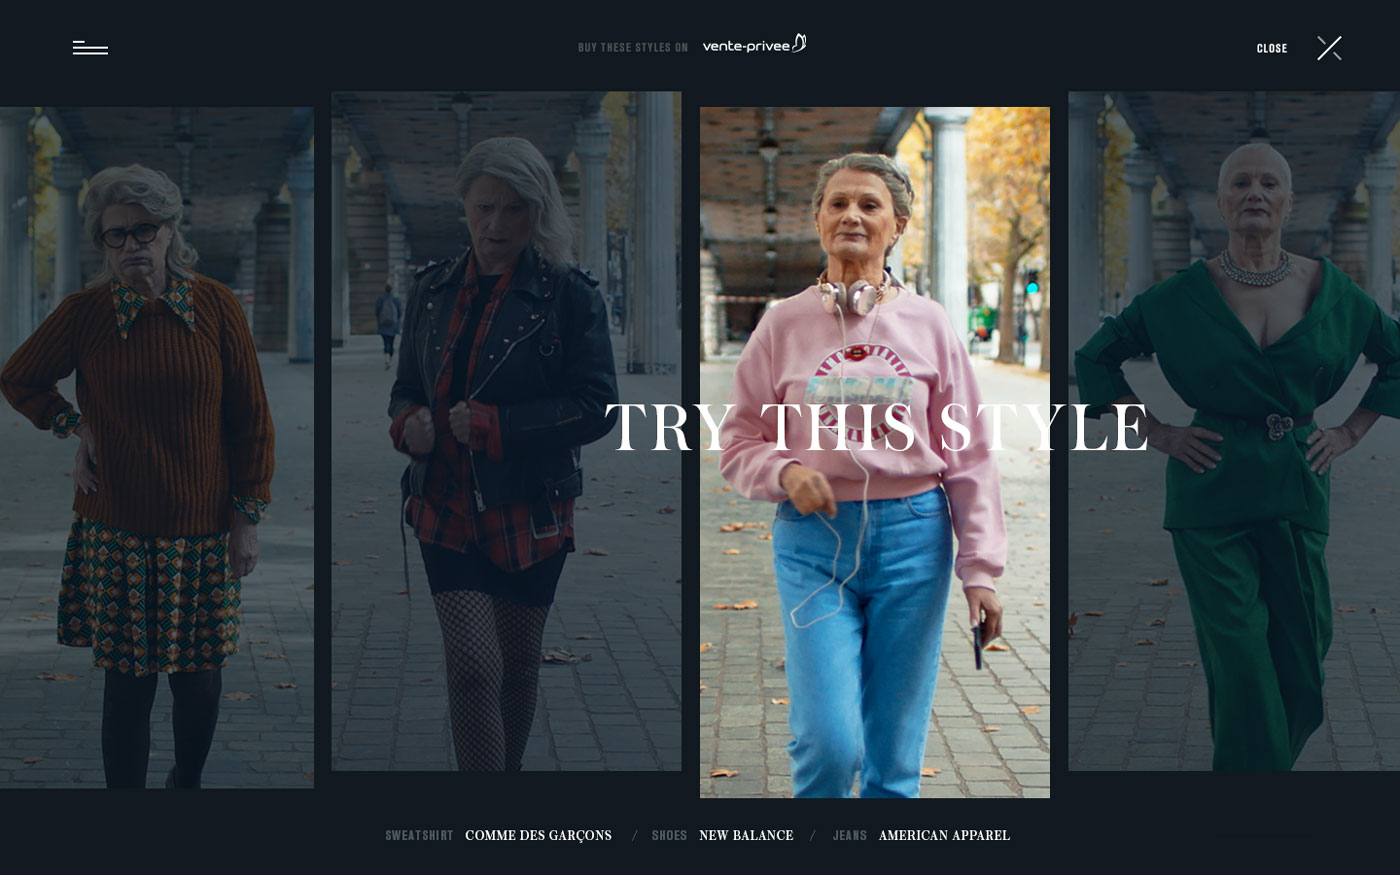 BUY THESE STYLES ON vente-privee
CLOSE
TRY THIS STYLE
SWEATSHIRT COMME DES GARÇONS / SHOES NEW BALANCE / JEANS AMERICAN APPAREL